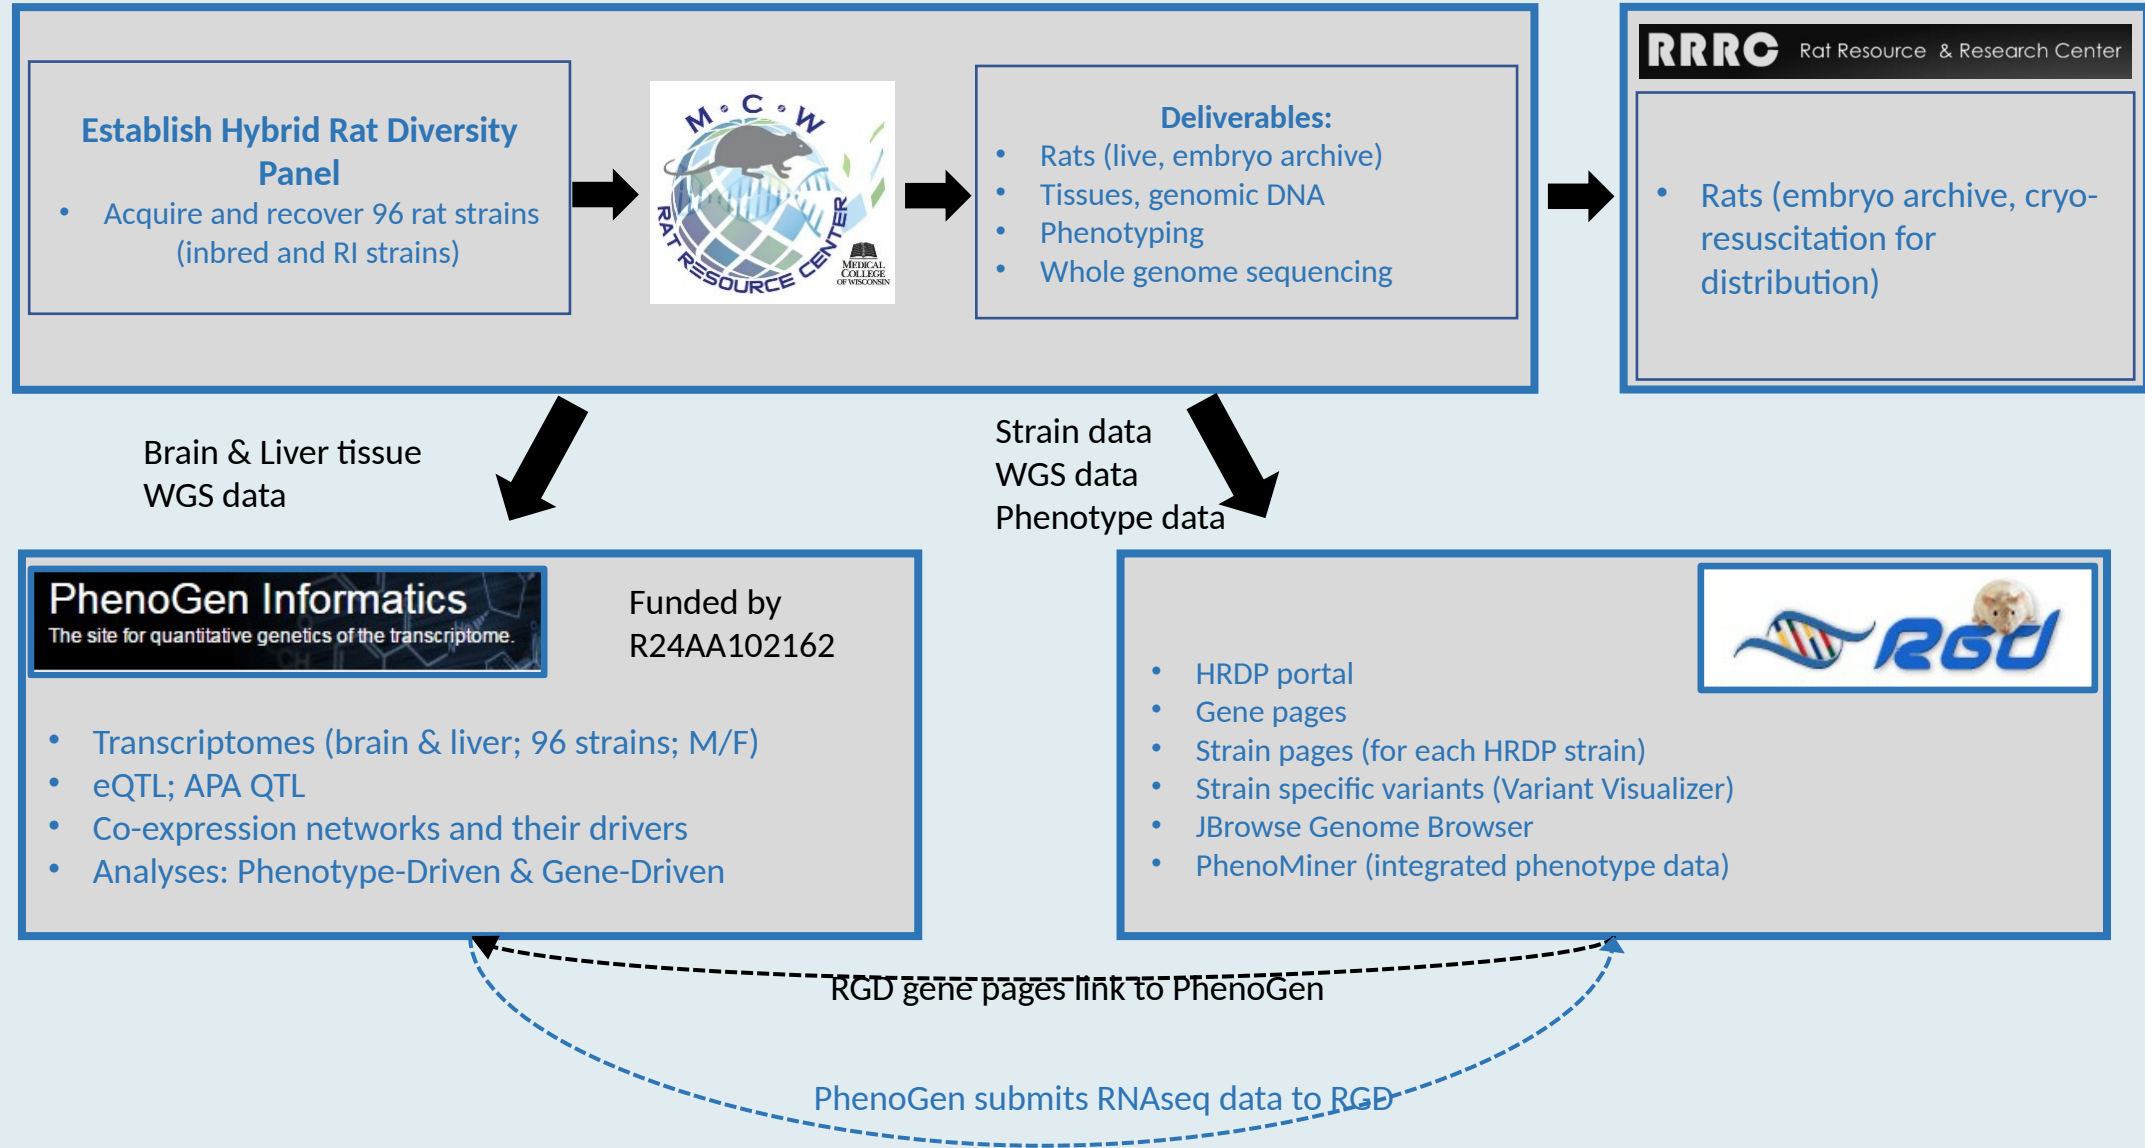 Establish Hybrid Rat Diversity
Panel
• Acquire and recover 96 rat strains
(inbred and RI strains)
M • C • W
RAT RESOURCE CENTER
MEDICAL
COLLEGE
OF WISCONSIN
Deliverables:
• Rats (live, embryo archive)
• Tissues, genomic DNA
• Phenotyping
• Whole genome sequencing
RRRC Rat Resource & Research Center
• Rats (embryo archive, cryo-
resuscitation for
distribution)
Brain & Liver tissue
WGS data
Strain data
WGS data
Phenotype data
PhenoGen Informatics
The site for quantitative genetics of the transcriptome.
Funded by
R24AA102162
• Transcriptomes (brain & liver; 96 strains; M/F)
• eQTL; APA QTL
• Co-expression networks and their drivers
• Analyses: Phenotype-Driven & Gene-Driven
RGD
• HRDP portal
• Gene pages
• Strain pages (for each HRDP strain)
• Strain specific variants (Variant Visualizer)
• JBrowse Genome Browser
• PhenoMiner (integrated phenotype data)
RGD gene pages link to PhenoGen
PhenoGen submits RNAseq data to RGD